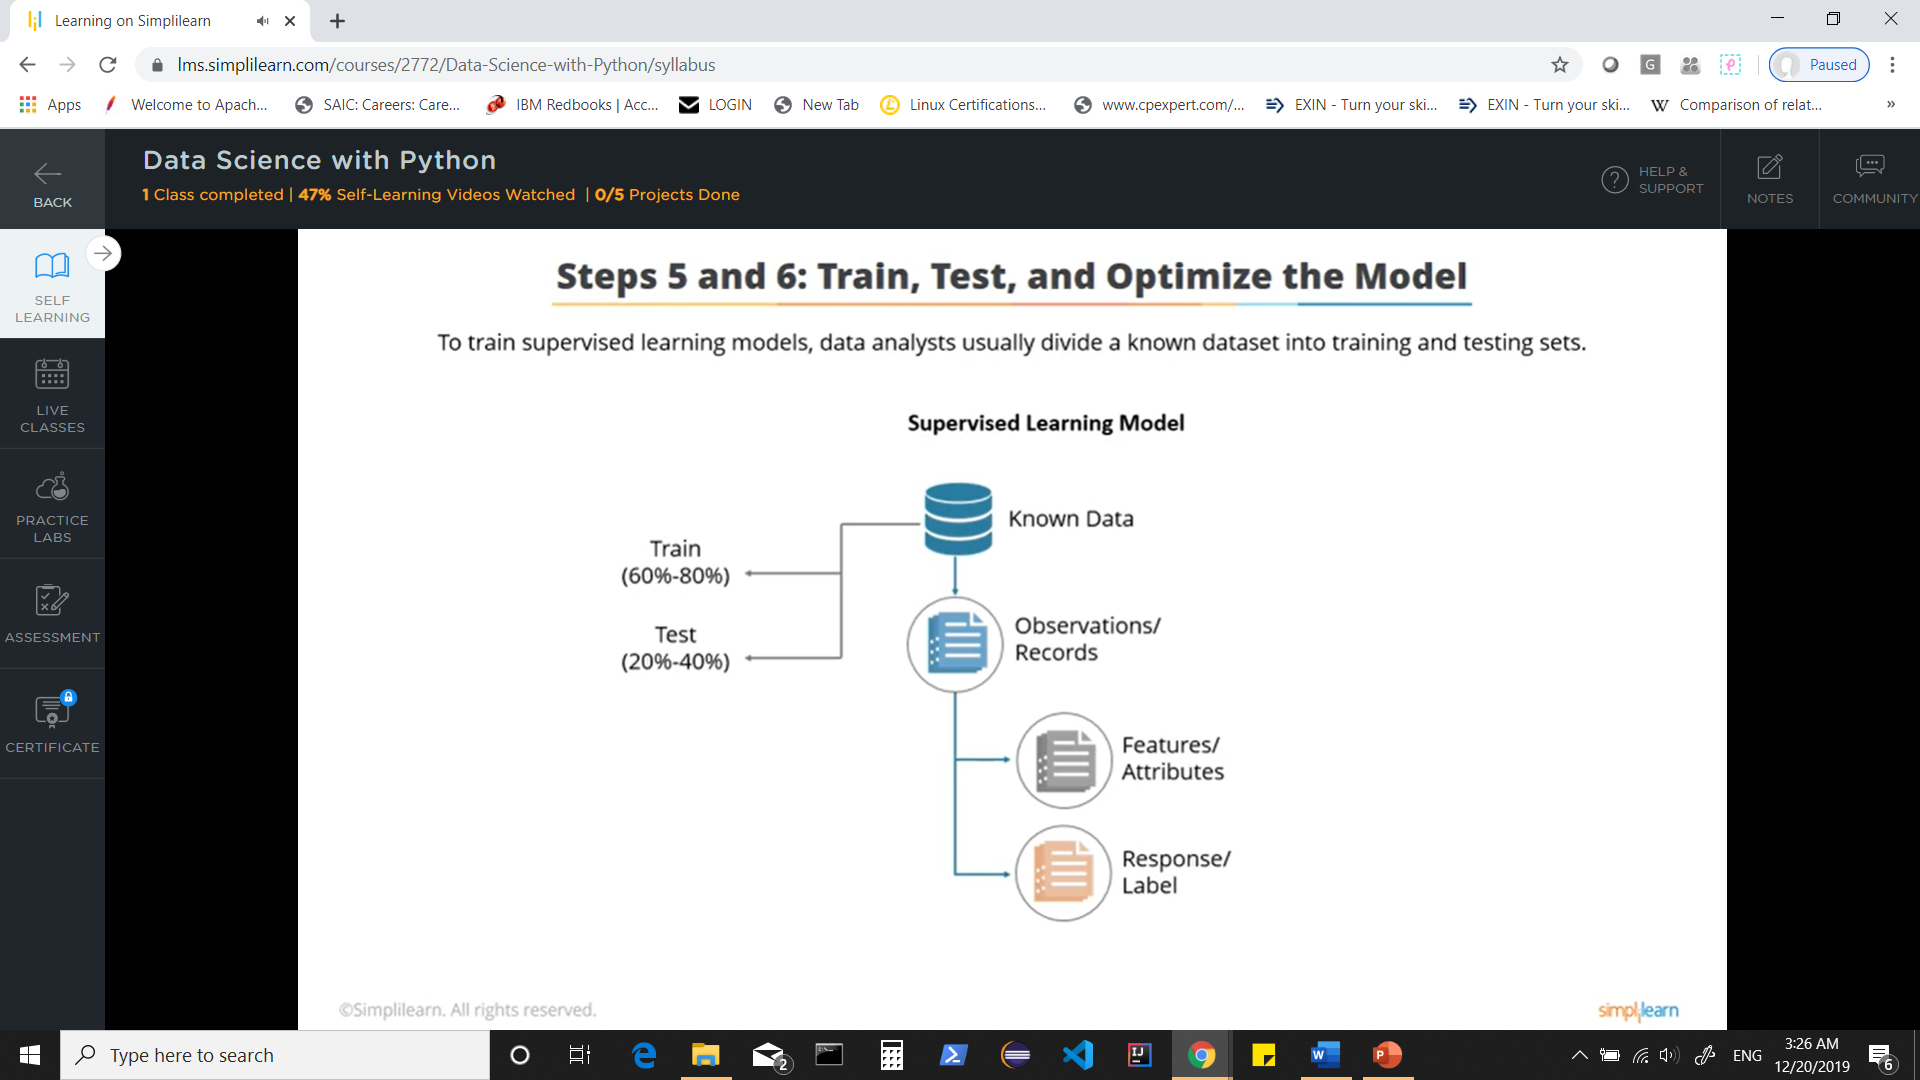 Learning on Simplilearn
lms.simplilearn.com/courses/2772/Data-Science-with-Python/syllabus
G
Paused
Apps
Welcome to Apach...
SAIC: Careers: Care...
IBM Redbooks | Acc...
LOGIN
New Tab
Linux Certifications...
www.cpexpert.com/...
EXIN - Turn your ski...
EXIN - Turn your ski...
W
Comparison of relat...
»
BACK
Data Science with Python
1 Class completed | 47% Self-Learning Videos Watched | 0/5 Projects Done
?
HELP &
SUPPORT
NOTES
COMMUNITY
SELF
LEARNING
LIVE
CLASSES
PRACTICE
LABS
ASSESSMENT
CERTIFICATE
Steps 5 and 6: Train, Test, and Optimize the Model
To train supervised learning models, data analysts usually divide a known dataset into training and testing sets.
Supervised Learning Model
Known Data
Train
(60%-80%)
Observations/
Records
Test
(20%-40%)
Features/
Attributes
Response/
Label
©Simplilearn. All rights reserved.
simplilearn
Type here to search
2
IJ
W
P
ENG
3:26 AM
12/20/2019
6